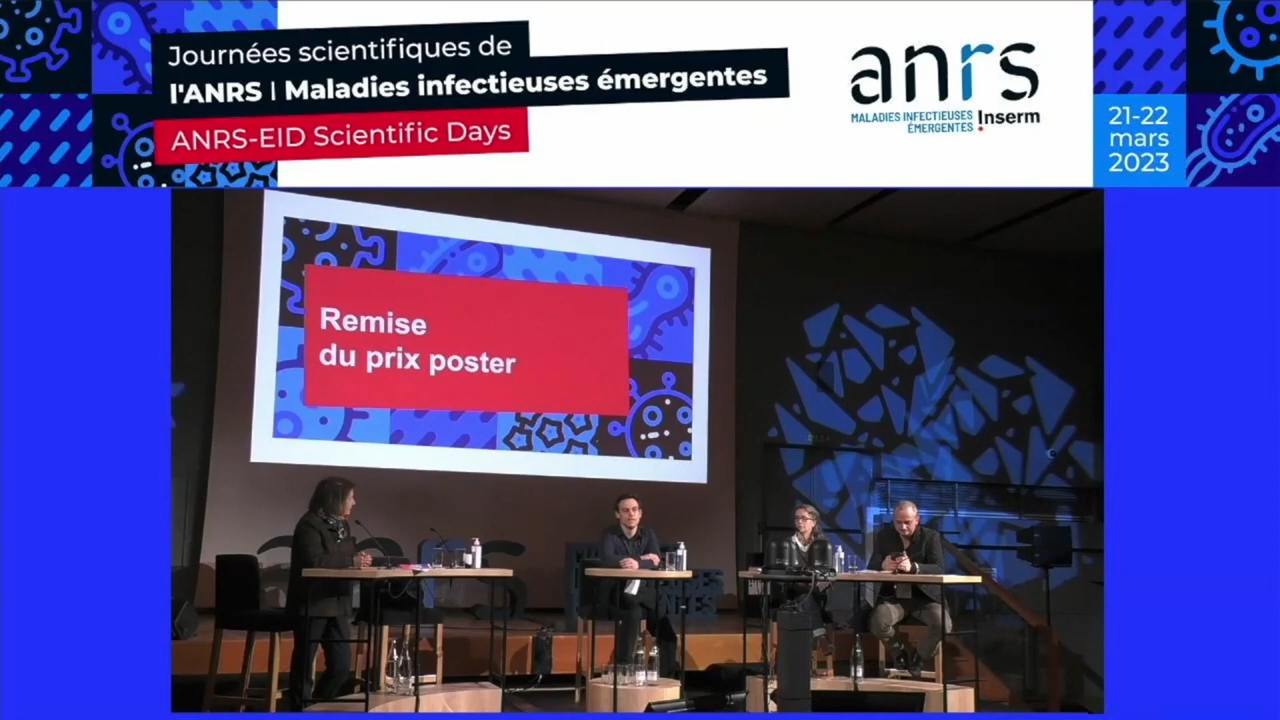 Journées scientifiques de
l'ANRS | Maladies infectieuses émergentes
ANRS-EID Scientific Days
anrs
MALADIES INFECTIEUSES
ÉMERGENTES
Inserm
21-22
mars
2023
Remise
du prix poster